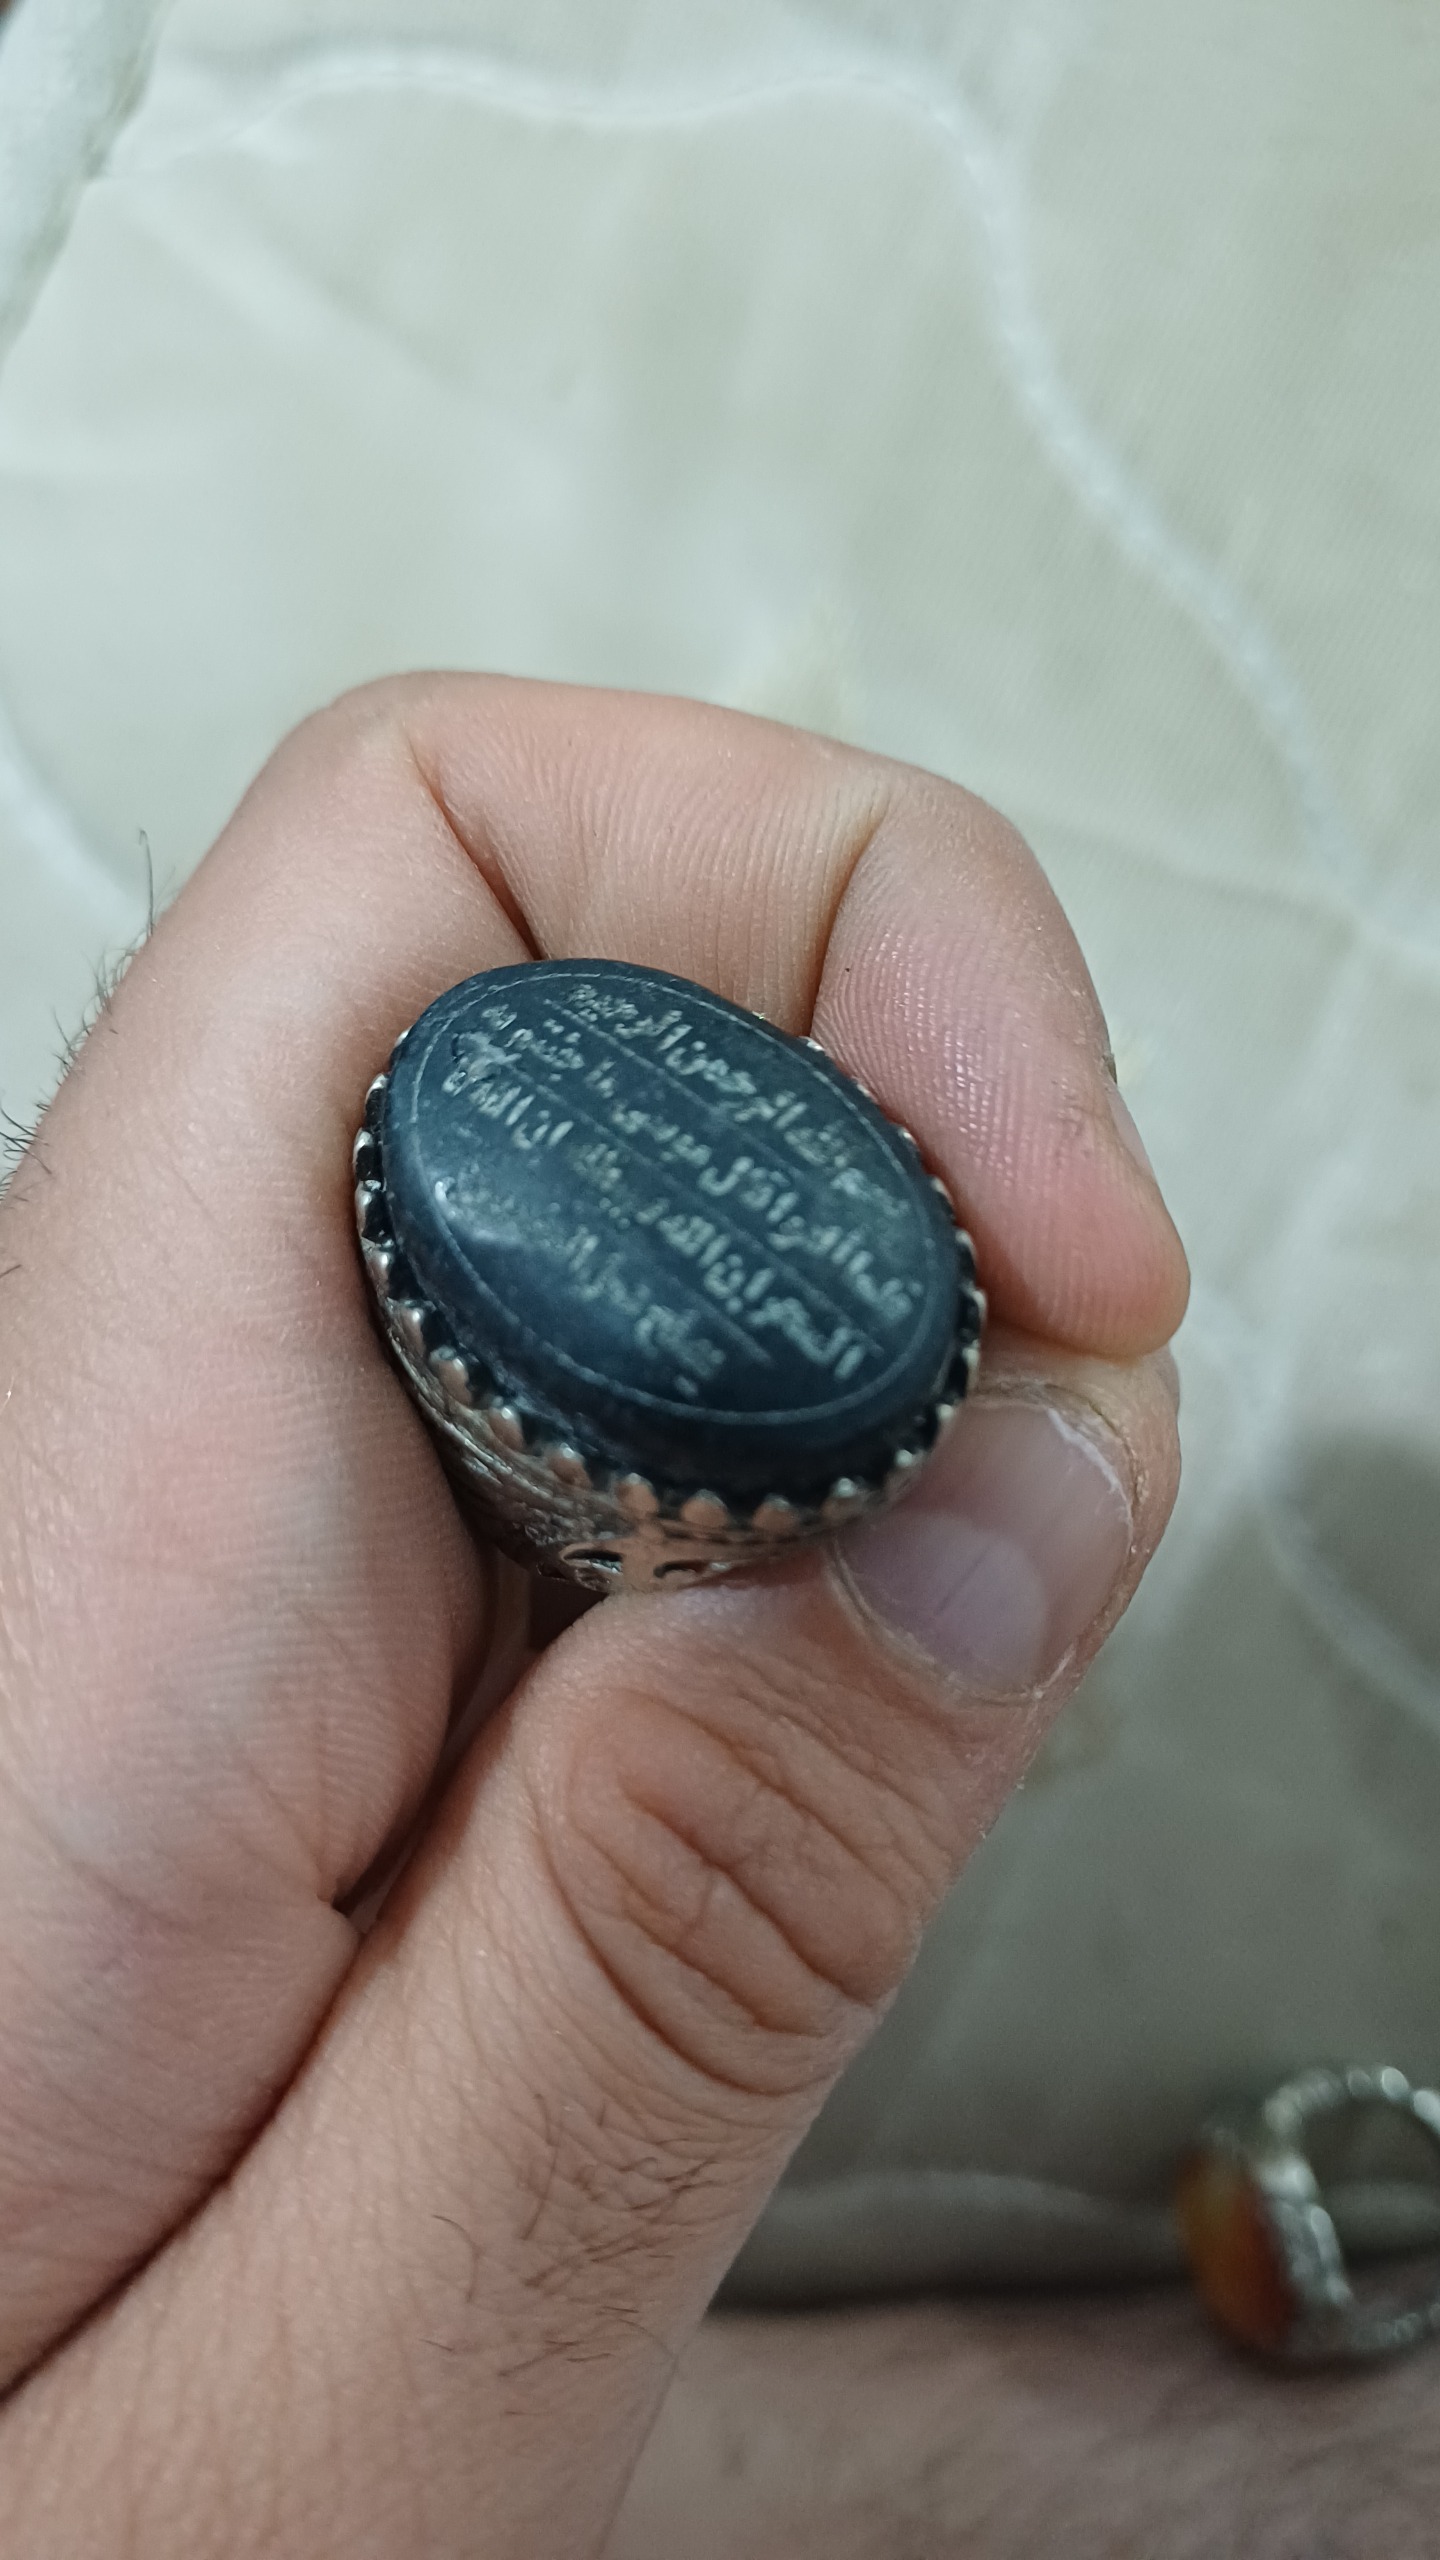 بسم الله الرحمن الرحيم
فلما القوا قال موسى ما جئتم به
السحر ان الله سيبطله ان الله لا
يصلح عمل